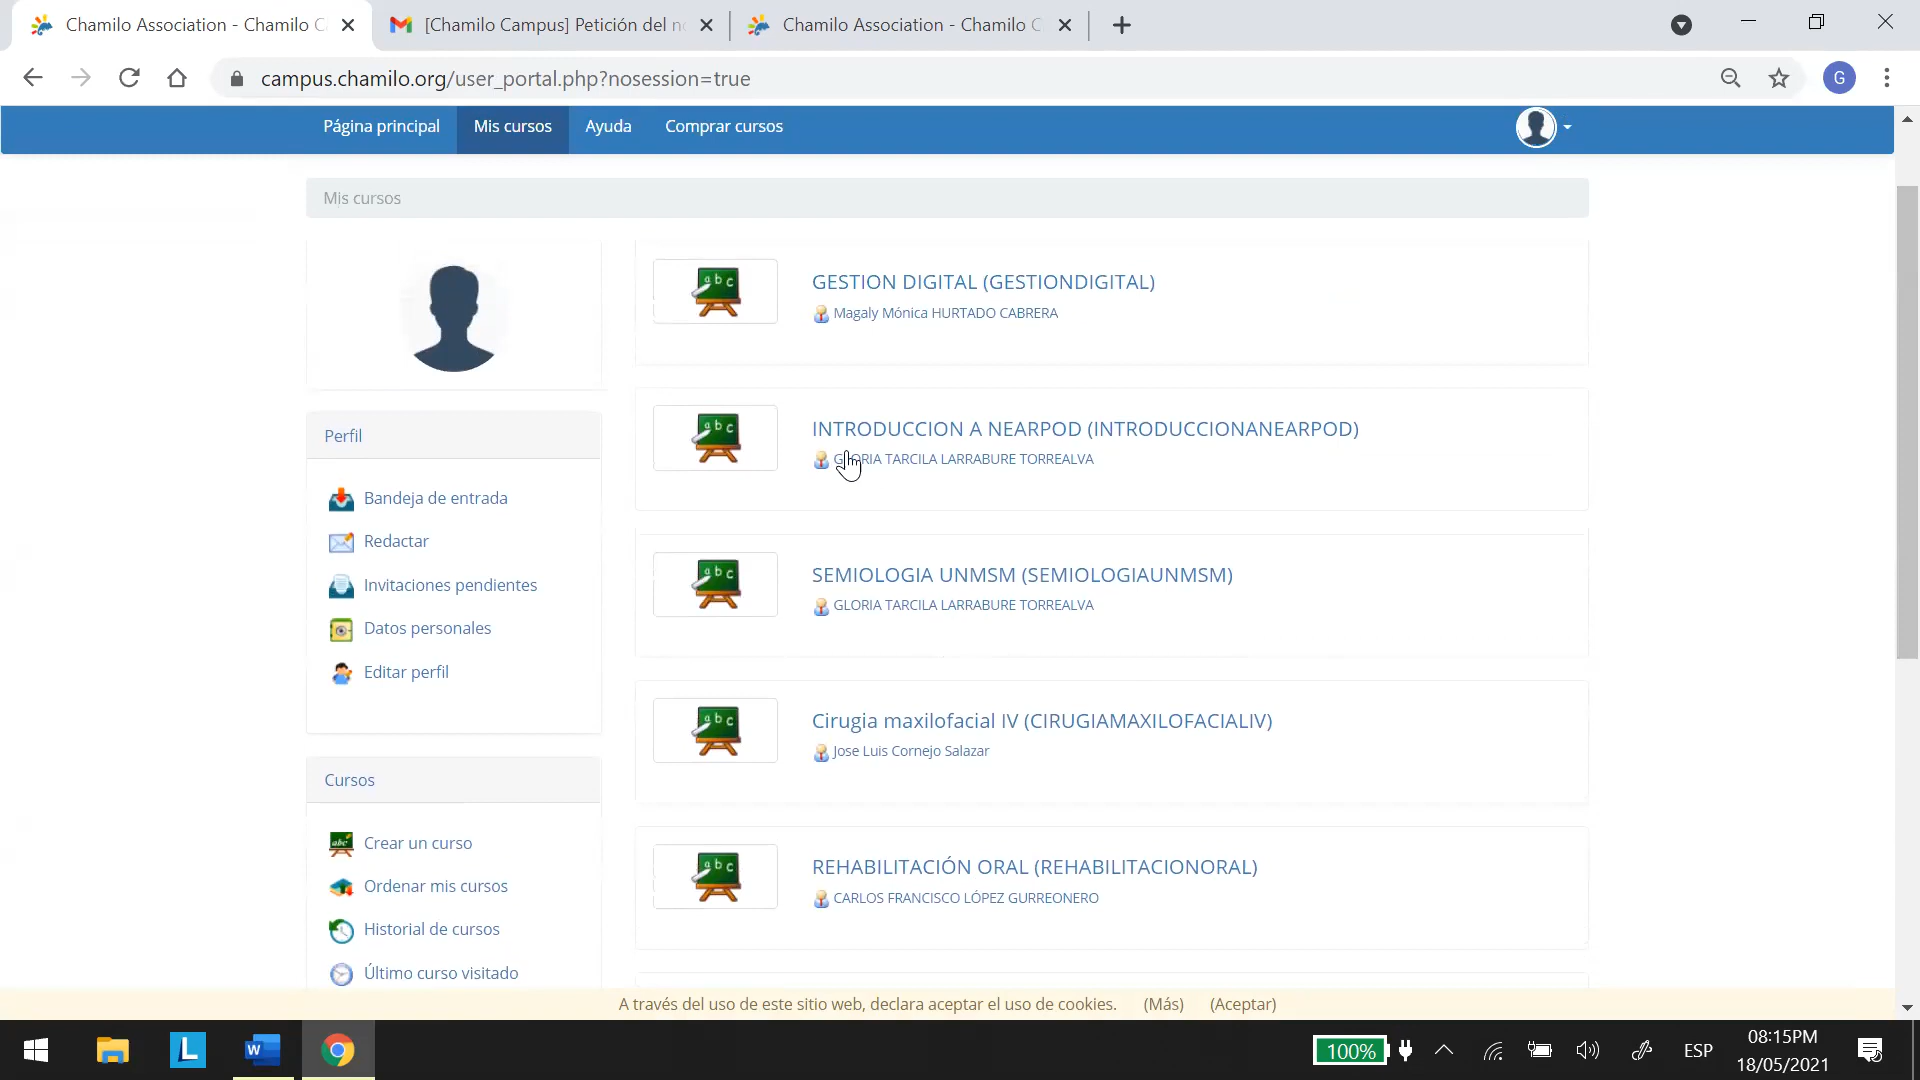 Chamilo Association - Chamilo C
[Chamilo Campus] Petición del n
Chamilo Association - Chamilo C
campus.chamilo.org/user_portal.php?nosession=true
G
Página principal
Mis cursos
Ayuda
Comprar cursos
Mis cursos
GESTION DIGITAL (GESTIONDIGITAL)
Magaly Mónica HURTADO CABRERA
INTRODUCCION A NEARPOD (INTRODUCCIONANEARPOD)
GLORIA TARCILA LARRABURE TORREALVA
SEMIOLOGIA UNMSM (SEMIOLOGIAUNMSM)
GLORIA TARCILA LARRABURE TORREALVA
Cirugia maxilofacial IV (CIRUGIAMAXILOFACIALIV)
Jose Luis Cornejo Salazar
REHABILITACIÓN ORAL (REHABILITACIONORAL)
CARLOS FRANCISCO LÓPEZ GURREONERO
Perfil
Bandeja de entrada
Redactar
Invitaciones pendientes
Datos personales
Editar perfil
Cursos
Crear un curso
Ordenar mis cursos
Historial de cursos
Último curso visitado
A través del uso de este sitio web, declara aceptar el uso de cookies. (Más) (Aceptar)
100%
ESP
08:15PM
18/05/2021